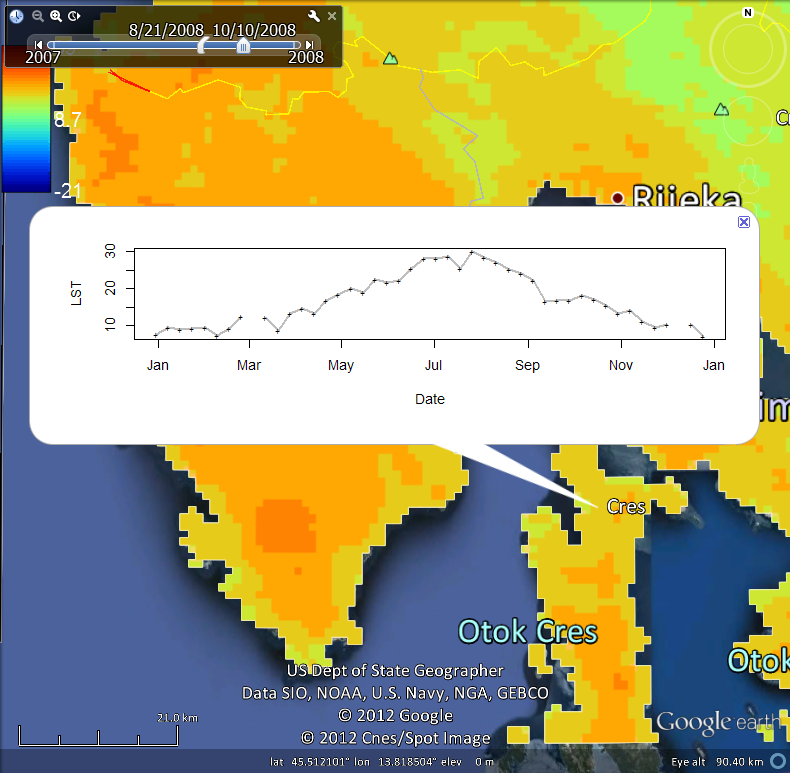 8/21/2008 10/10/2008
2007 2008
N
8.7
-21
Rijeka
30
20
10
LST
Jan Mar May Jul Sep Nov Jan
Date
Cres
Otok Cres
Otok
US Dept of State Geographer
Data SIO, NOAA, U.S. Navy, NGA, GEBCO
© 2012 Google
© 2012 Cnes/Spot Image
21.0 km
Google earth
lat 45.512101° lon 13.818504° elev 0 m Eye alt 90.40 km